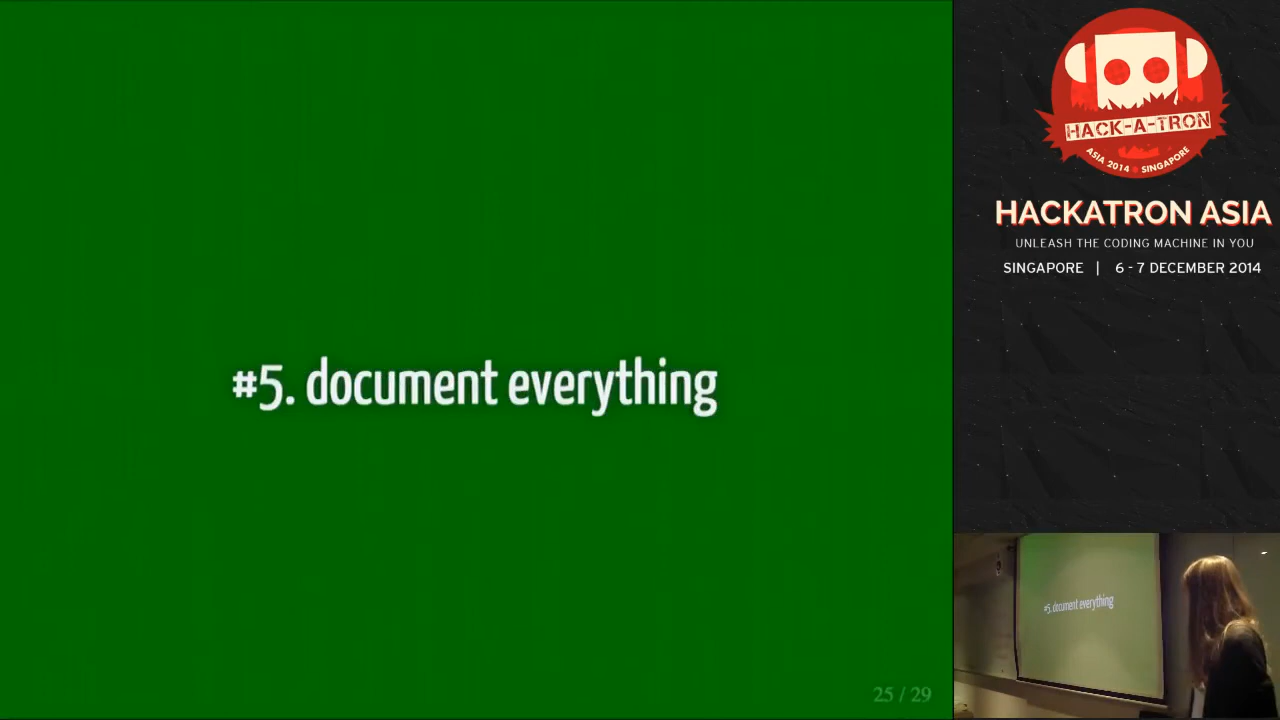 #5. document everything
25 / 29
HACK-A-TRON
ASIA 2014 SINGAPORE
HACKATRON ASIA
UNLEASH THE CODING MACHINE IN YOU
SINGAPORE | 6 - 7 DECEMBER 2014
#5. document everything